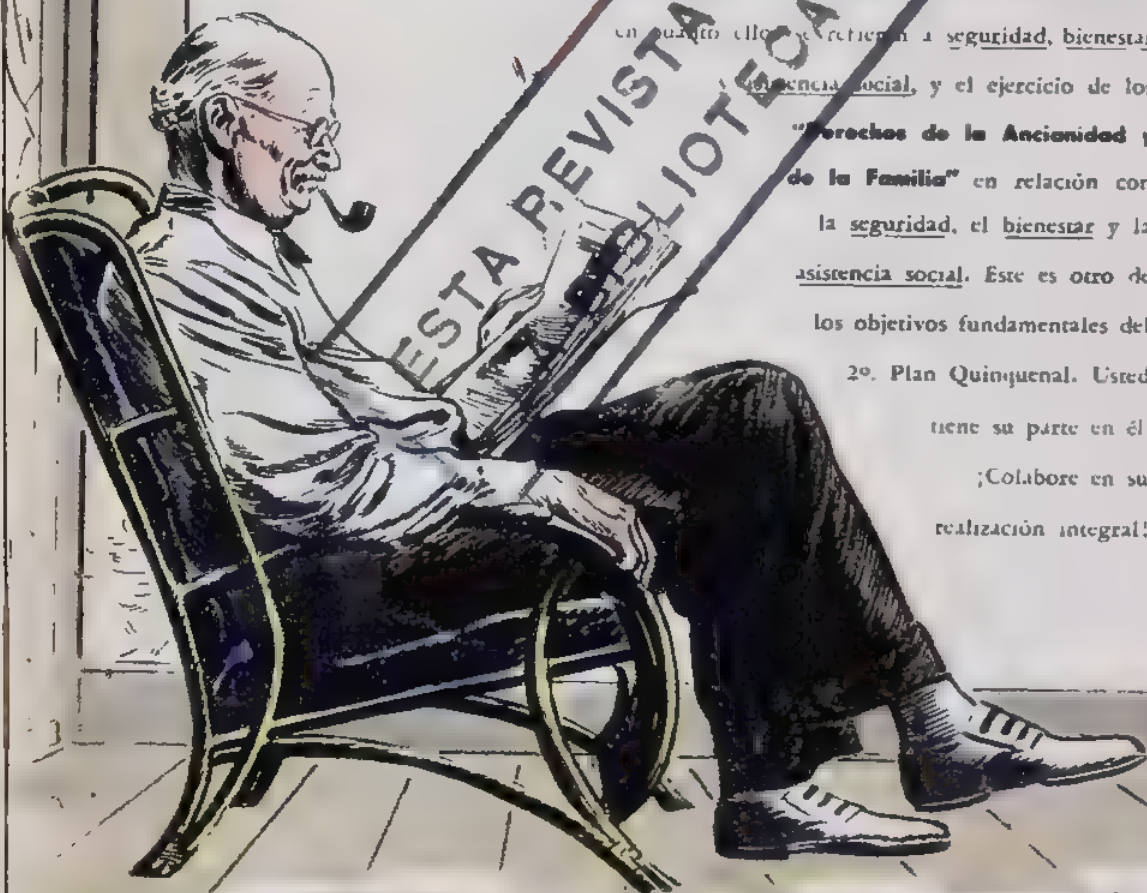 en cuanto ellos se refieren a seguridad, bienestar
y asistencia social, y el ejercicio de los
"Derechos de la Ancianidad y
de la Familia" en relación con
la seguridad, el bienestar y la
asistencia social. Este es otro de
los objetivos fundamentales del
2º. Plan Quinquenal. Usted
tiene su parte en él.
¡Colabore en su
realización integral!
ESTA REVISTA
BIBLIOTECA